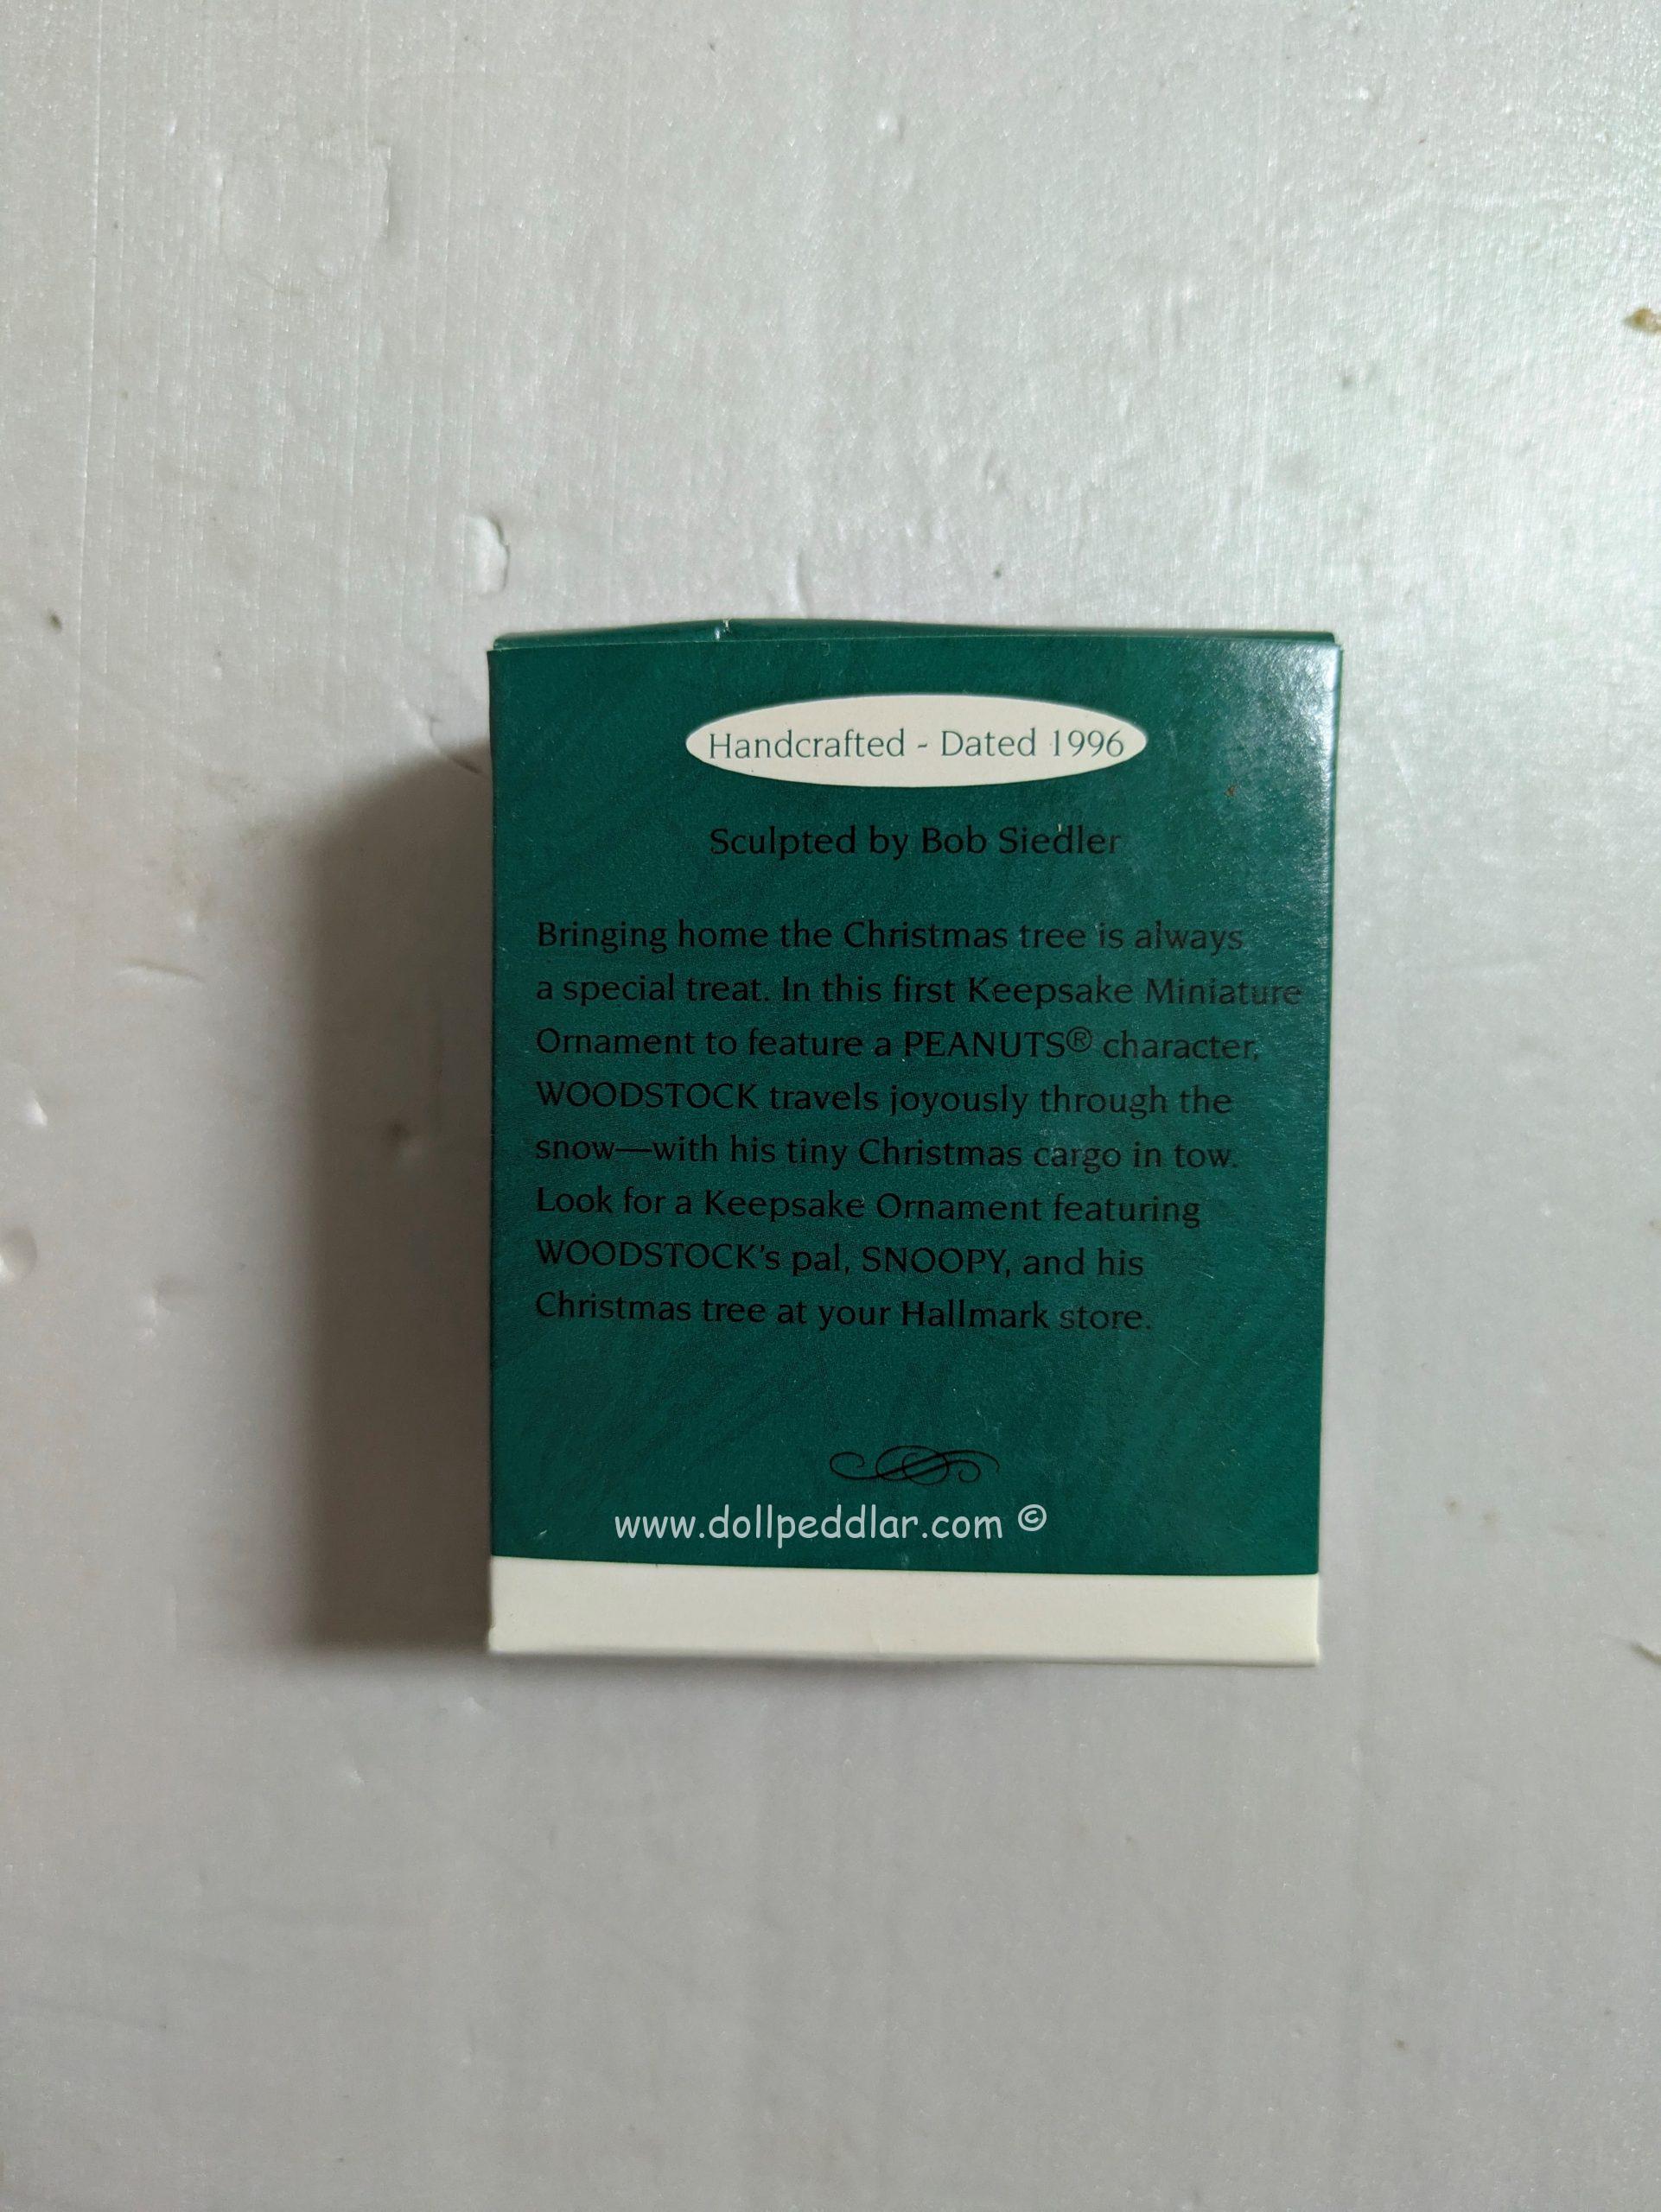 Handcrafted - Dated 1996
Sculpted by Bob Siedler
Bringing home the Christmas tree is always
a special treat. In this first Keepsake Miniature
Ornament to feature a PEANUTS® character,
WOODSTOCK travels joyously through the
snow—with his tiny Christmas cargo in tow.
Look for a Keepsake Ornament featuring
WOODSTOCK's pal, SNOOPY, and his
Christmas tree at your Hallmark store.
www.dollpeddlar.com ©